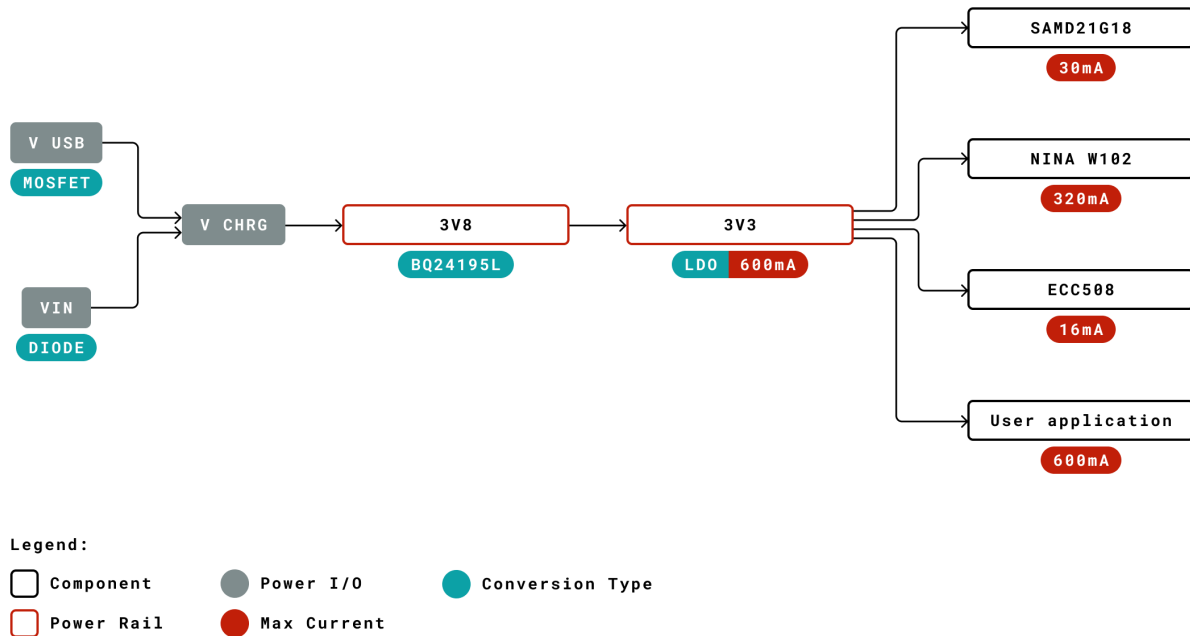 SAMD21G18
30mA
V USB
MOSFET
NINA W102
320mA
V CHRG
3V8
BQ24195L
3V3
LDO 600mA
VIN
DIODE
ECC508
16mA
User application
600mA
Legend:
Component
Power I/O
Conversion Type
Power Rail
Max Current